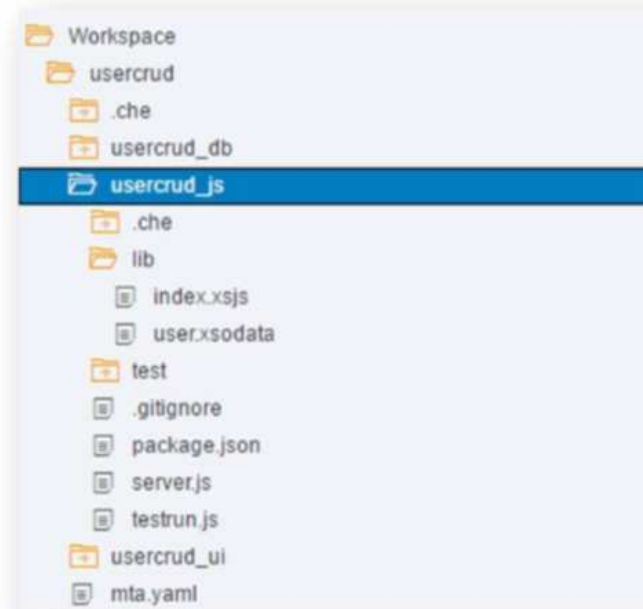 Workspace
usercrud
.che
usercrud_db
usercrud_js
.che
lib
index.xsjs
user.xsodata
test
.gitignore
package.json
server.js
testrun.js
usercrud_ui
mta.yaml